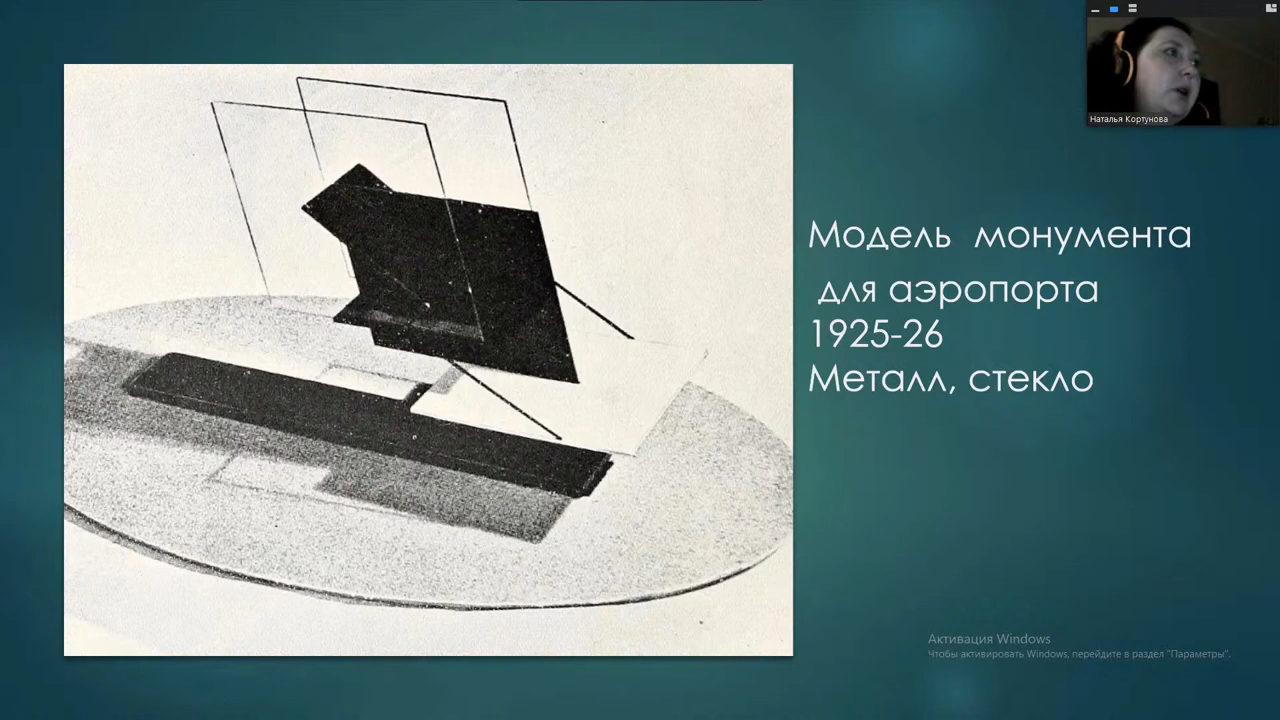 Наталья Кортунова
Модель монумента
для аэропорта
1925-26
Металл, стекло
Активация Windows
Чтобы активировать Windows, перейдите в раздел "Параметры".